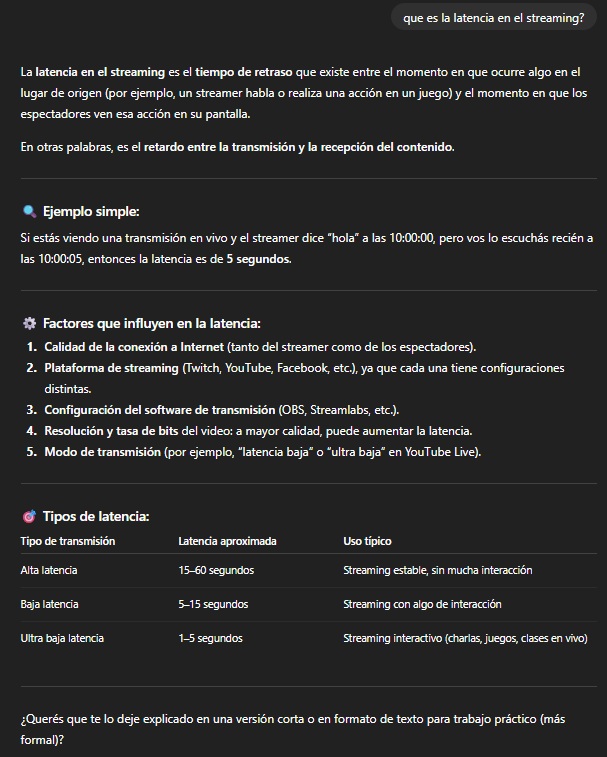 que es la latencia en el streaming?
La latencia en el streaming es el tiempo de retraso que existe entre el momento en que ocurre algo en el
lugar de origen (por ejemplo, un streamer habla o realiza una acción en un juego) y el momento en que los
espectadores ven esa acción en su pantalla.
En otras palabras, es el retardo entre la transmisión y la recepción del contenido.
🔍 Ejemplo simple:
Si estás viendo una transmisión en vivo y el streamer dice “hola” a las 10:00:00, pero vos lo escuchás recién a
las 10:00:05, entonces la latencia es de 5 segundos.
⚙️ Factores que influyen en la latencia:
1. Calidad de la conexión a Internet (tanto del streamer como de los espectadores).
2. Plataforma de streaming (Twitch, YouTube, Facebook, etc.), ya que cada una tiene configuraciones
distintas.
3. Configuración del software de transmisión (OBS, Streamlabs, etc.).
4. Resolución y tasa de bits del video: a mayor calidad, puede aumentar la latencia.
5. Modo de transmisión (por ejemplo, “latencia baja” o “ultra baja” en YouTube Live).
🎯 Tipos de latencia:
Tipo de transmisión Latencia aproximada Uso típico
Alta latencia 15–60 segundos Streaming estable, sin mucha interacción
Baja latencia 5–15 segundos Streaming con algo de interacción
Ultra baja latencia 1–5 segundos Streaming interactivo (charlas, juegos, clases en vivo)
¿Querés que te lo deje explicado en una versión corta o en formato de texto para trabajo práctico (más
formal)?